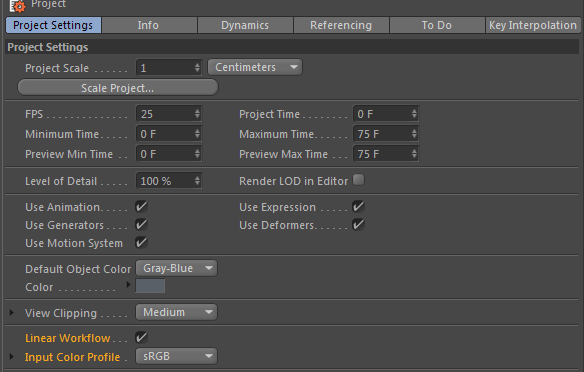 Project
Project Settings Info Dynamics Referencing To Do Key Interpolation
Project Settings
Project Scale . . . . . . 1 Centimeters
Scale Project...
FPS . . . . . . . . . . . . . 25 Project Time . . . . . . . . 0 F
Minimum Time. . . . . 0 F Maximum Time. . . . . . 75 F
Preview Min Time . . 0 F Preview Max Time . . . 75 F
Level of Detail . . . . . 100 % Render LOD in Editor
Use Animation. . . . . ✓ Use Expression . . . . . ✓
Use Generators . . . . ✓ Use Deformers. . . . . . ✓
Use Motion System ✓
Default Object Color Gray-Blue
Color . . . . . . . . . .
View Clipping . . . . . Medium
Linear Workflow. . . . ✓
Input Color Profile . sRGB